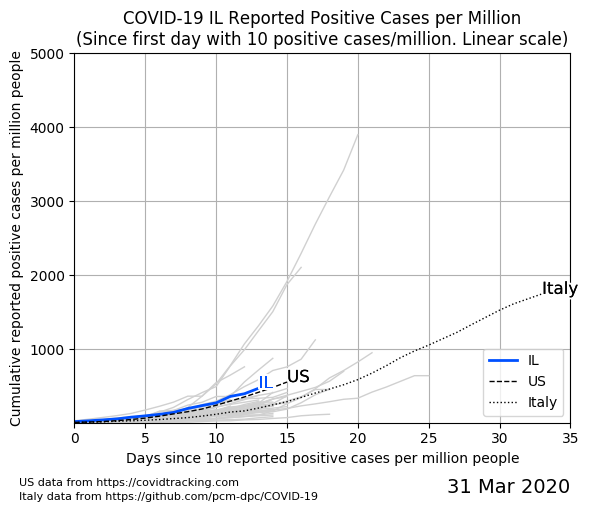 COVID-19 IL Reported Positive Cases per Million
(Since first day with 10 positive cases/million. Linear scale)
Cumulative reported positive cases per million people
5000
4000
3000
2000
1000
Italy
IL
US
IL
US
Italy
0
5
10
15
20
25
30
35
Days since 10 reported positive cases per million people
US data from https://covidtracking.com
Italy data from https://github.com/pcm-dpc/COVID-19
31 Mar 2020